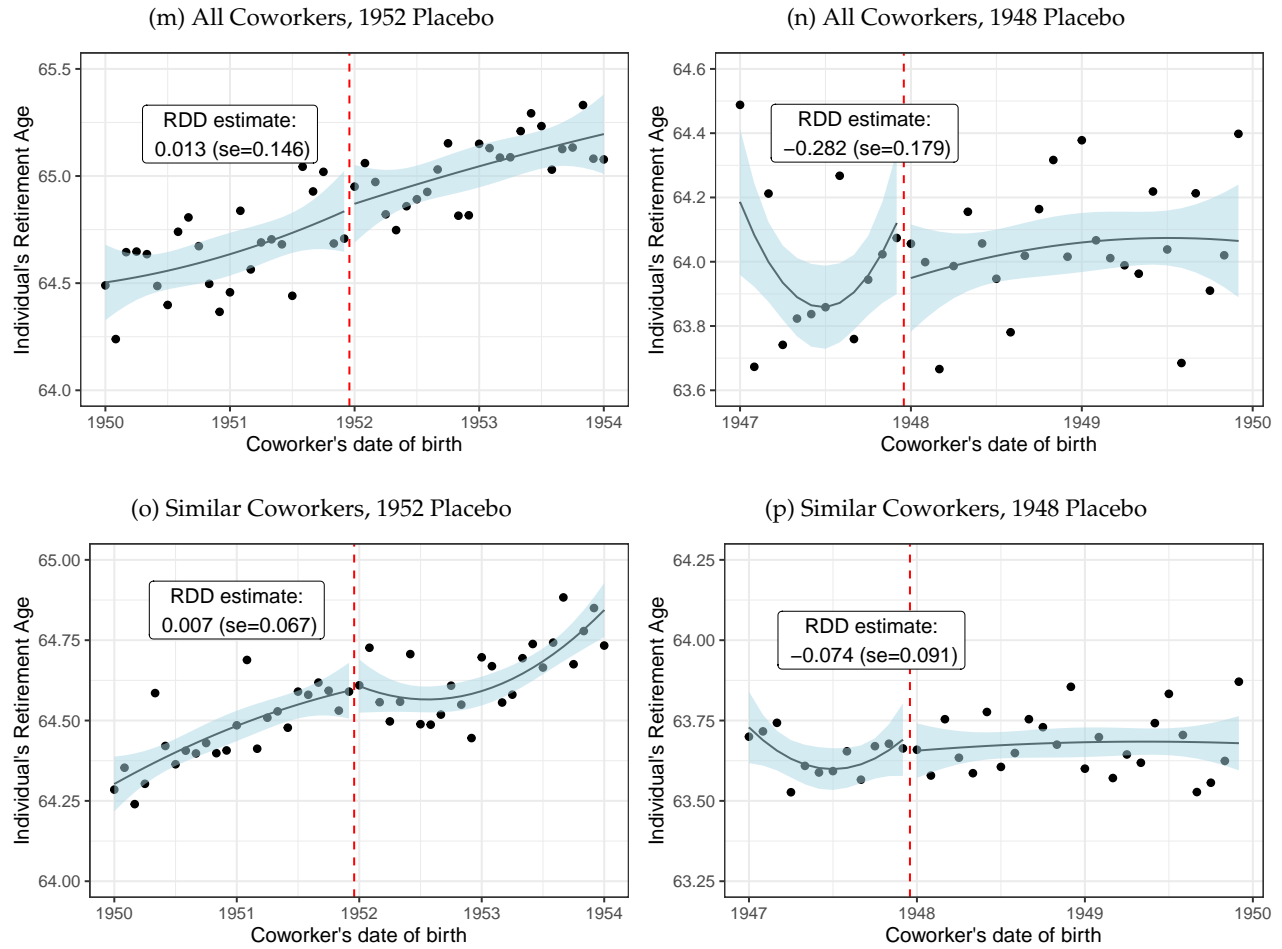 (m) All Coworkers, 1952 Placebo
65.5
65.0
64.5
64.0
Individual's Retirement Age
RDD estimate:
0.013 (se=0.146)
1950 1951 1952 1953 1954
Coworker's date of birth
(n) All Coworkers, 1948 Placebo
64.6
64.4
64.2
64.0
63.8
63.6
Individual's Retirement Age
RDD estimate:
−0.282 (se=0.179)
1947 1948 1949 1950
Coworker's date of birth
(o) Similar Coworkers, 1952 Placebo
65.00
64.75
64.50
64.25
64.00
Individual's Retirement Age
RDD estimate:
0.007 (se=0.067)
1950 1951 1952 1953 1954
Coworker's date of birth
(p) Similar Coworkers, 1948 Placebo
64.25
64.00
63.75
63.50
63.25
Individual's Retirement Age
RDD estimate:
−0.074 (se=0.091)
1947 1948 1949 1950
Coworker's date of birth